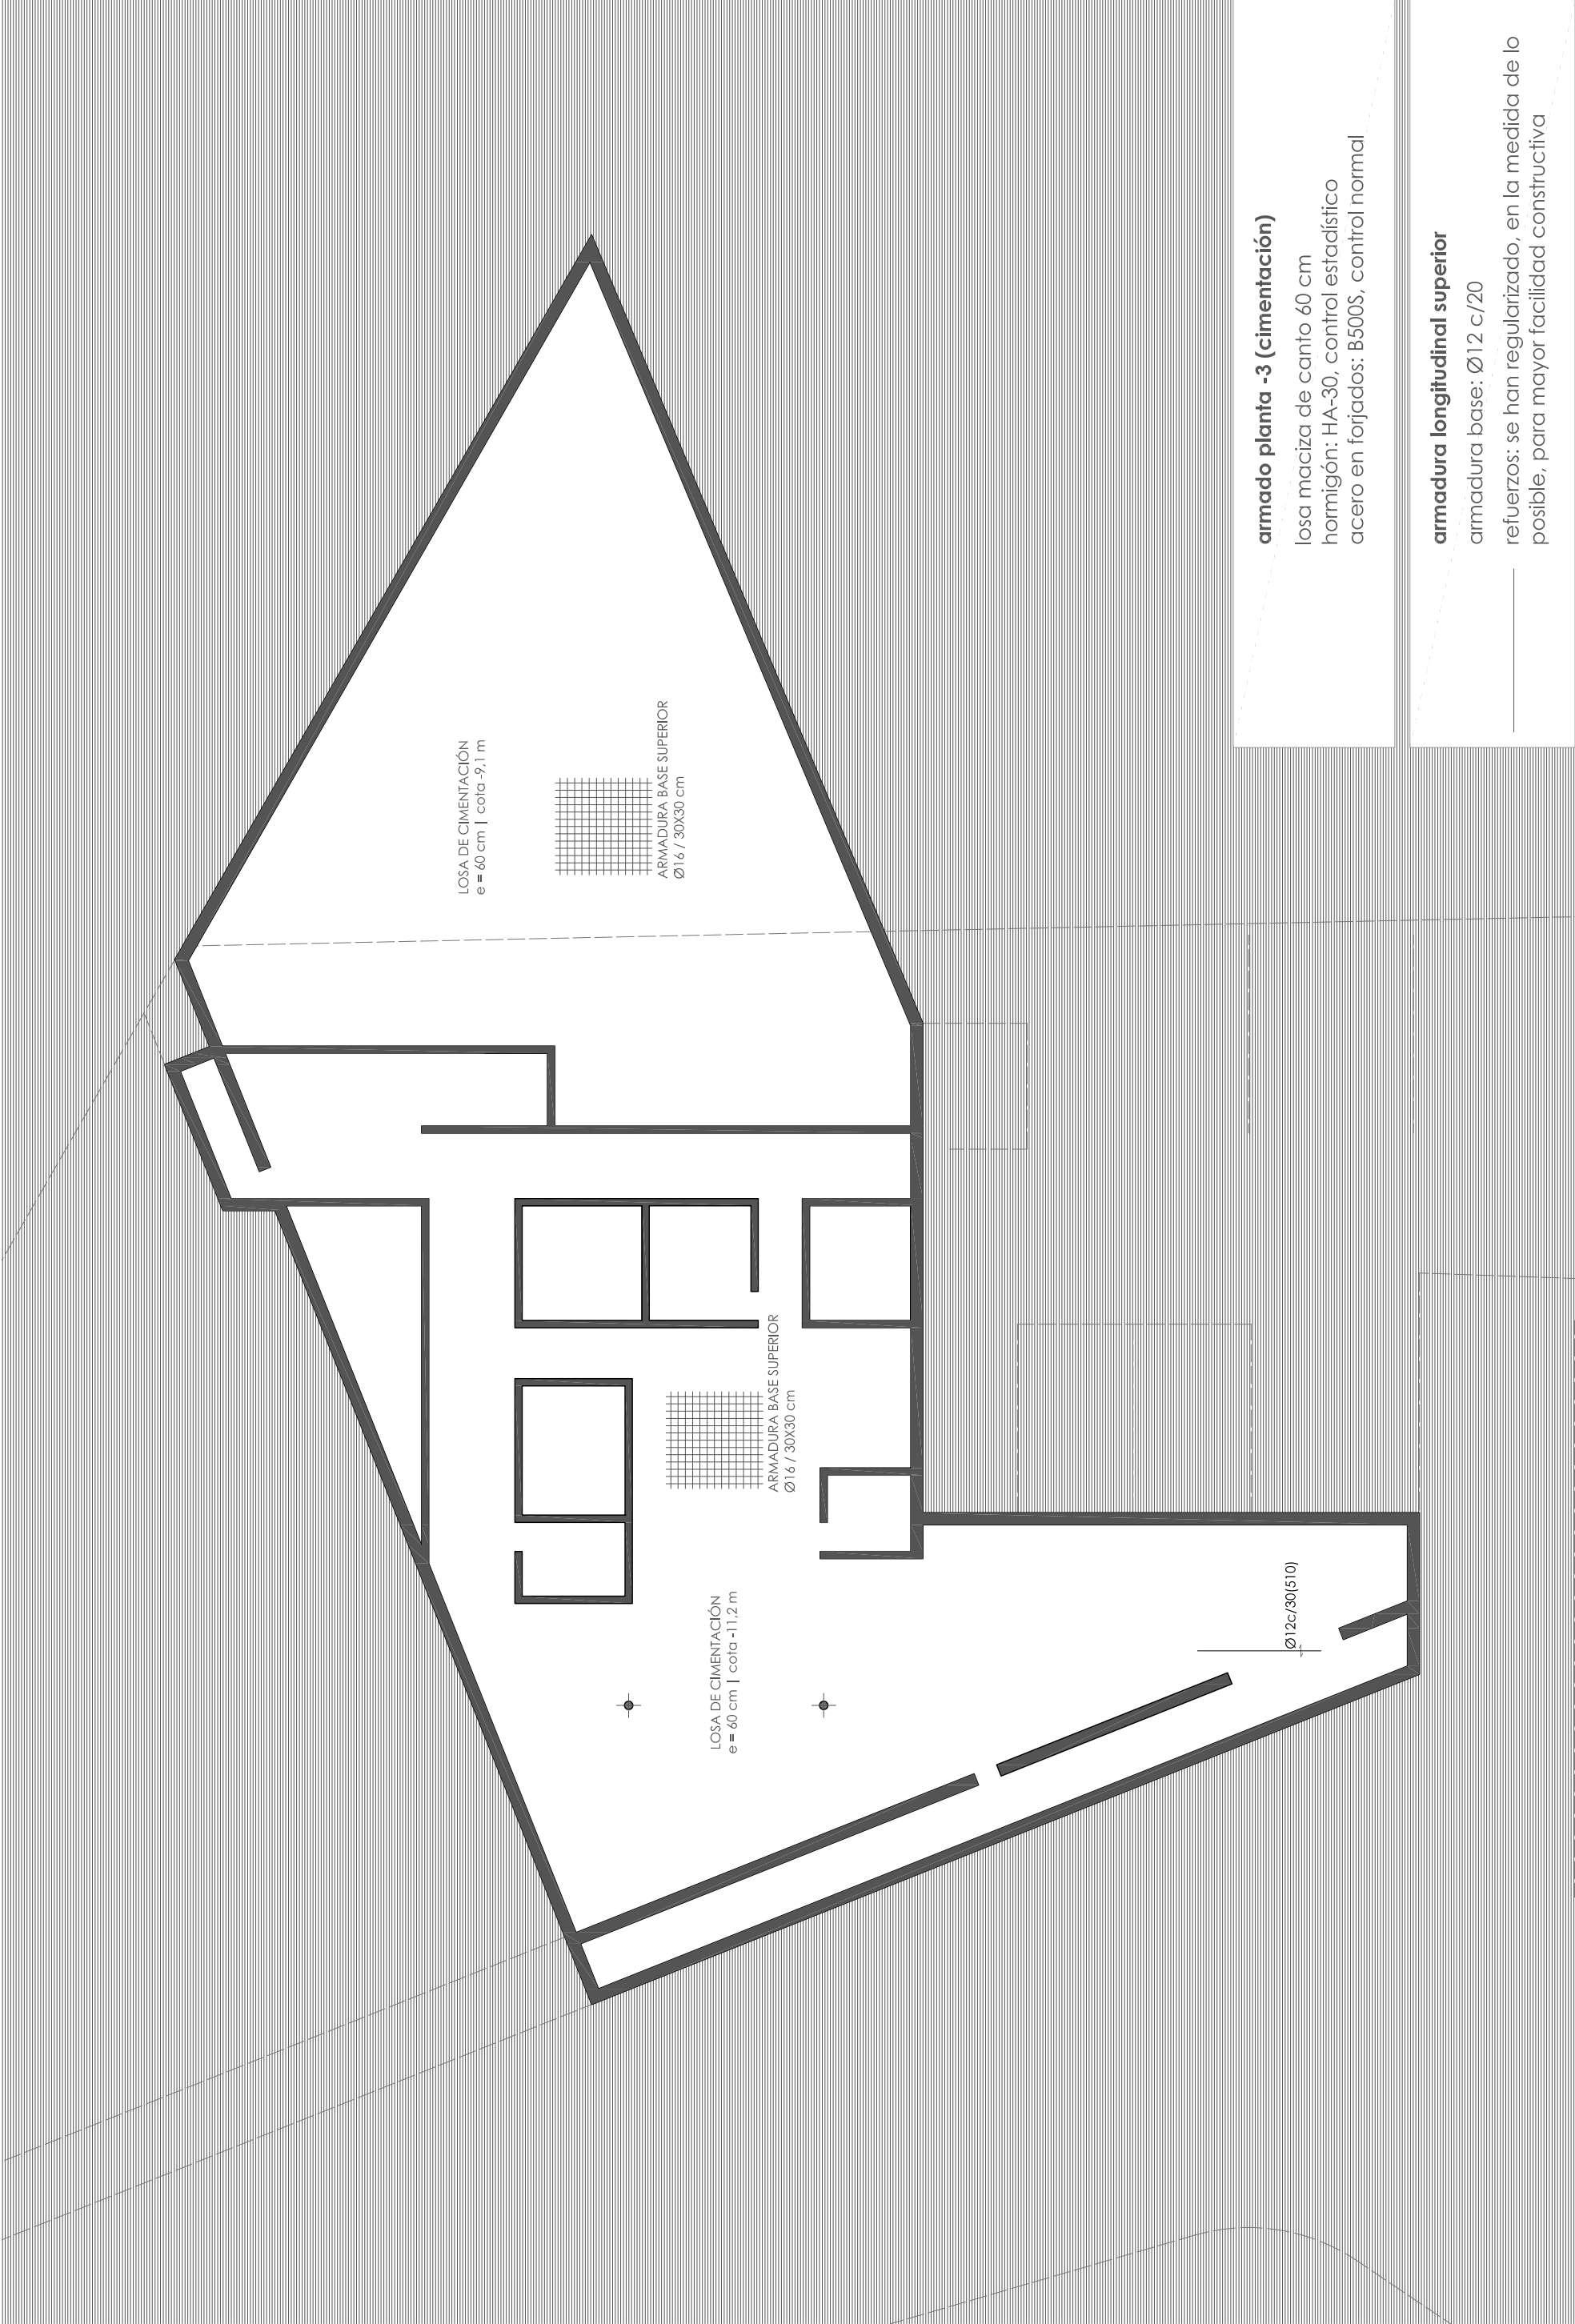 armado planta -3 (cimentación)
losa maciza de canto 60 cm
hormigón: HA-30, control estadístico
acero en forjados: B500S, control normal
armadura longitudinal superior
armadura base: Ø12 c/20
refuerzos: se han regularizado, en la medida de lo
posible, para mayor facilidad constructiva
LOSA DE CIMENTACIÓN
e = 60 cm | cota -9,1 m
ARMADURA BASE SUPERIOR
Ø16 / 30X30 cm
ARMADURA BASE SUPERIOR
Ø16 / 30X30 cm
LOSA DE CIMENTACIÓN
e = 60 cm | cota -11,2 m
Ø12c/30(510)